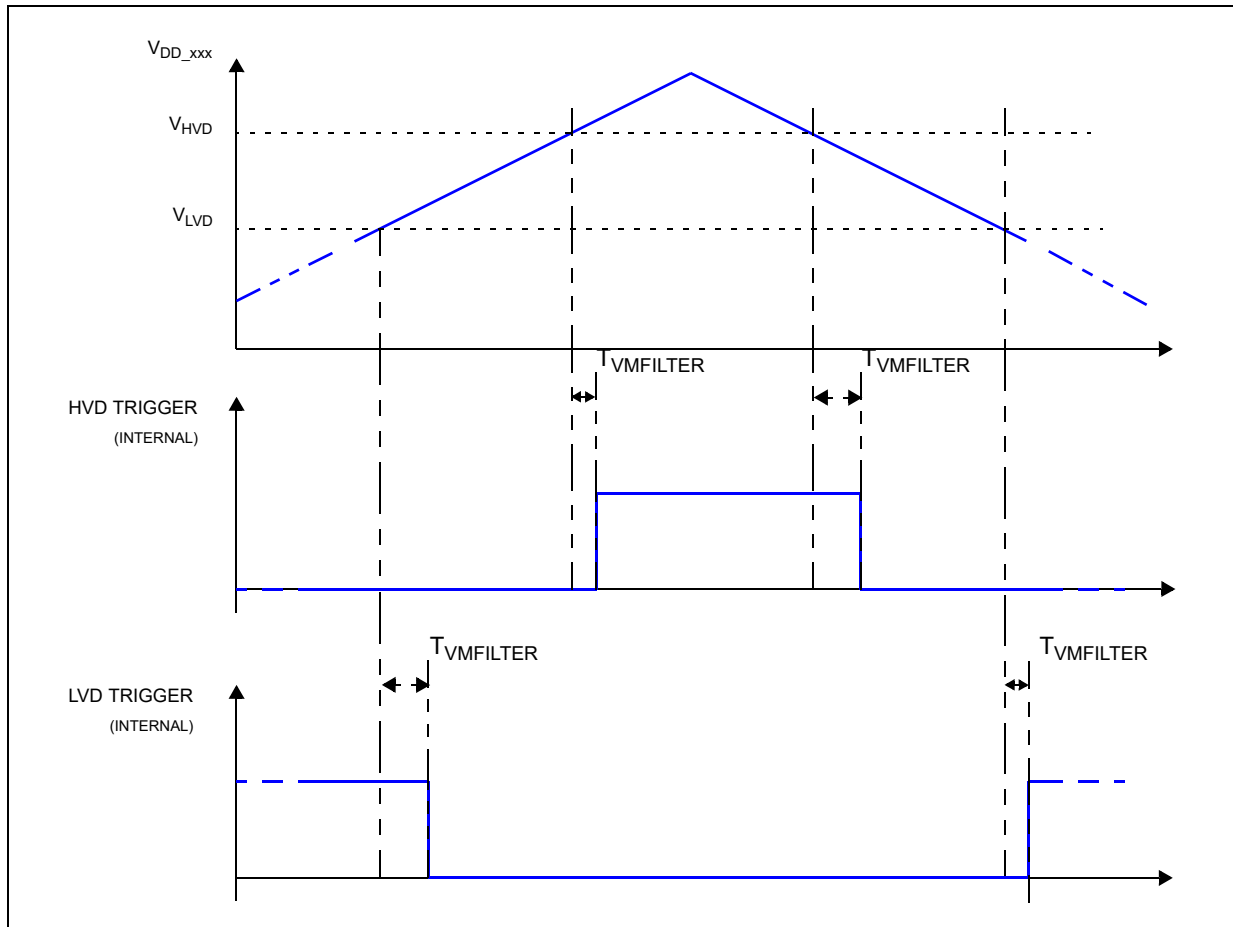 VDD_xxx
VHVD
VLVD
TVMFILTER
TVMFILTER
HVD TRIGGER
(INTERNAL)
TVMFILTER
TVMFILTER
LVD TRIGGER
(INTERNAL)